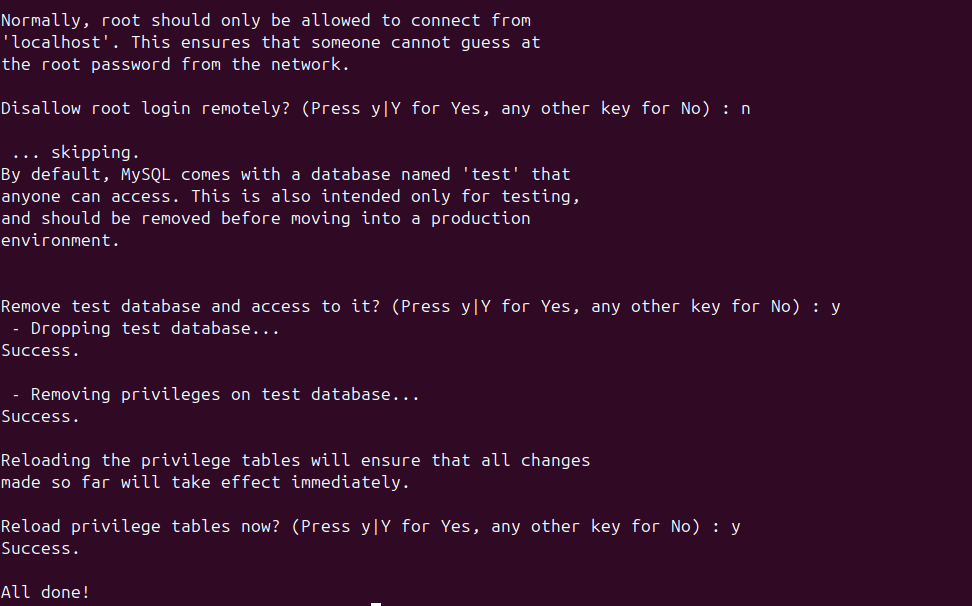 Normally, root should only be allowed to connect from
'localhost'. This ensures that someone cannot guess at
the root password from the network.
Disallow root login remotely? (Press y|Y for Yes, any other key for No) : n
... skipping.
By default, MySQL comes with a database named 'test' that
anyone can access. This is also intended only for testing,
and should be removed before moving into a production
environment.
Remove test database and access to it? (Press y|Y for Yes, any other key for No) : y
- Dropping test database...
Success.
- Removing privileges on test database...
Success.
Reloading the privilege tables will ensure that all changes
made so far will take effect immediately.
Reload privilege tables now? (Press y|Y for Yes, any other key for No) : y
Success.
All done!